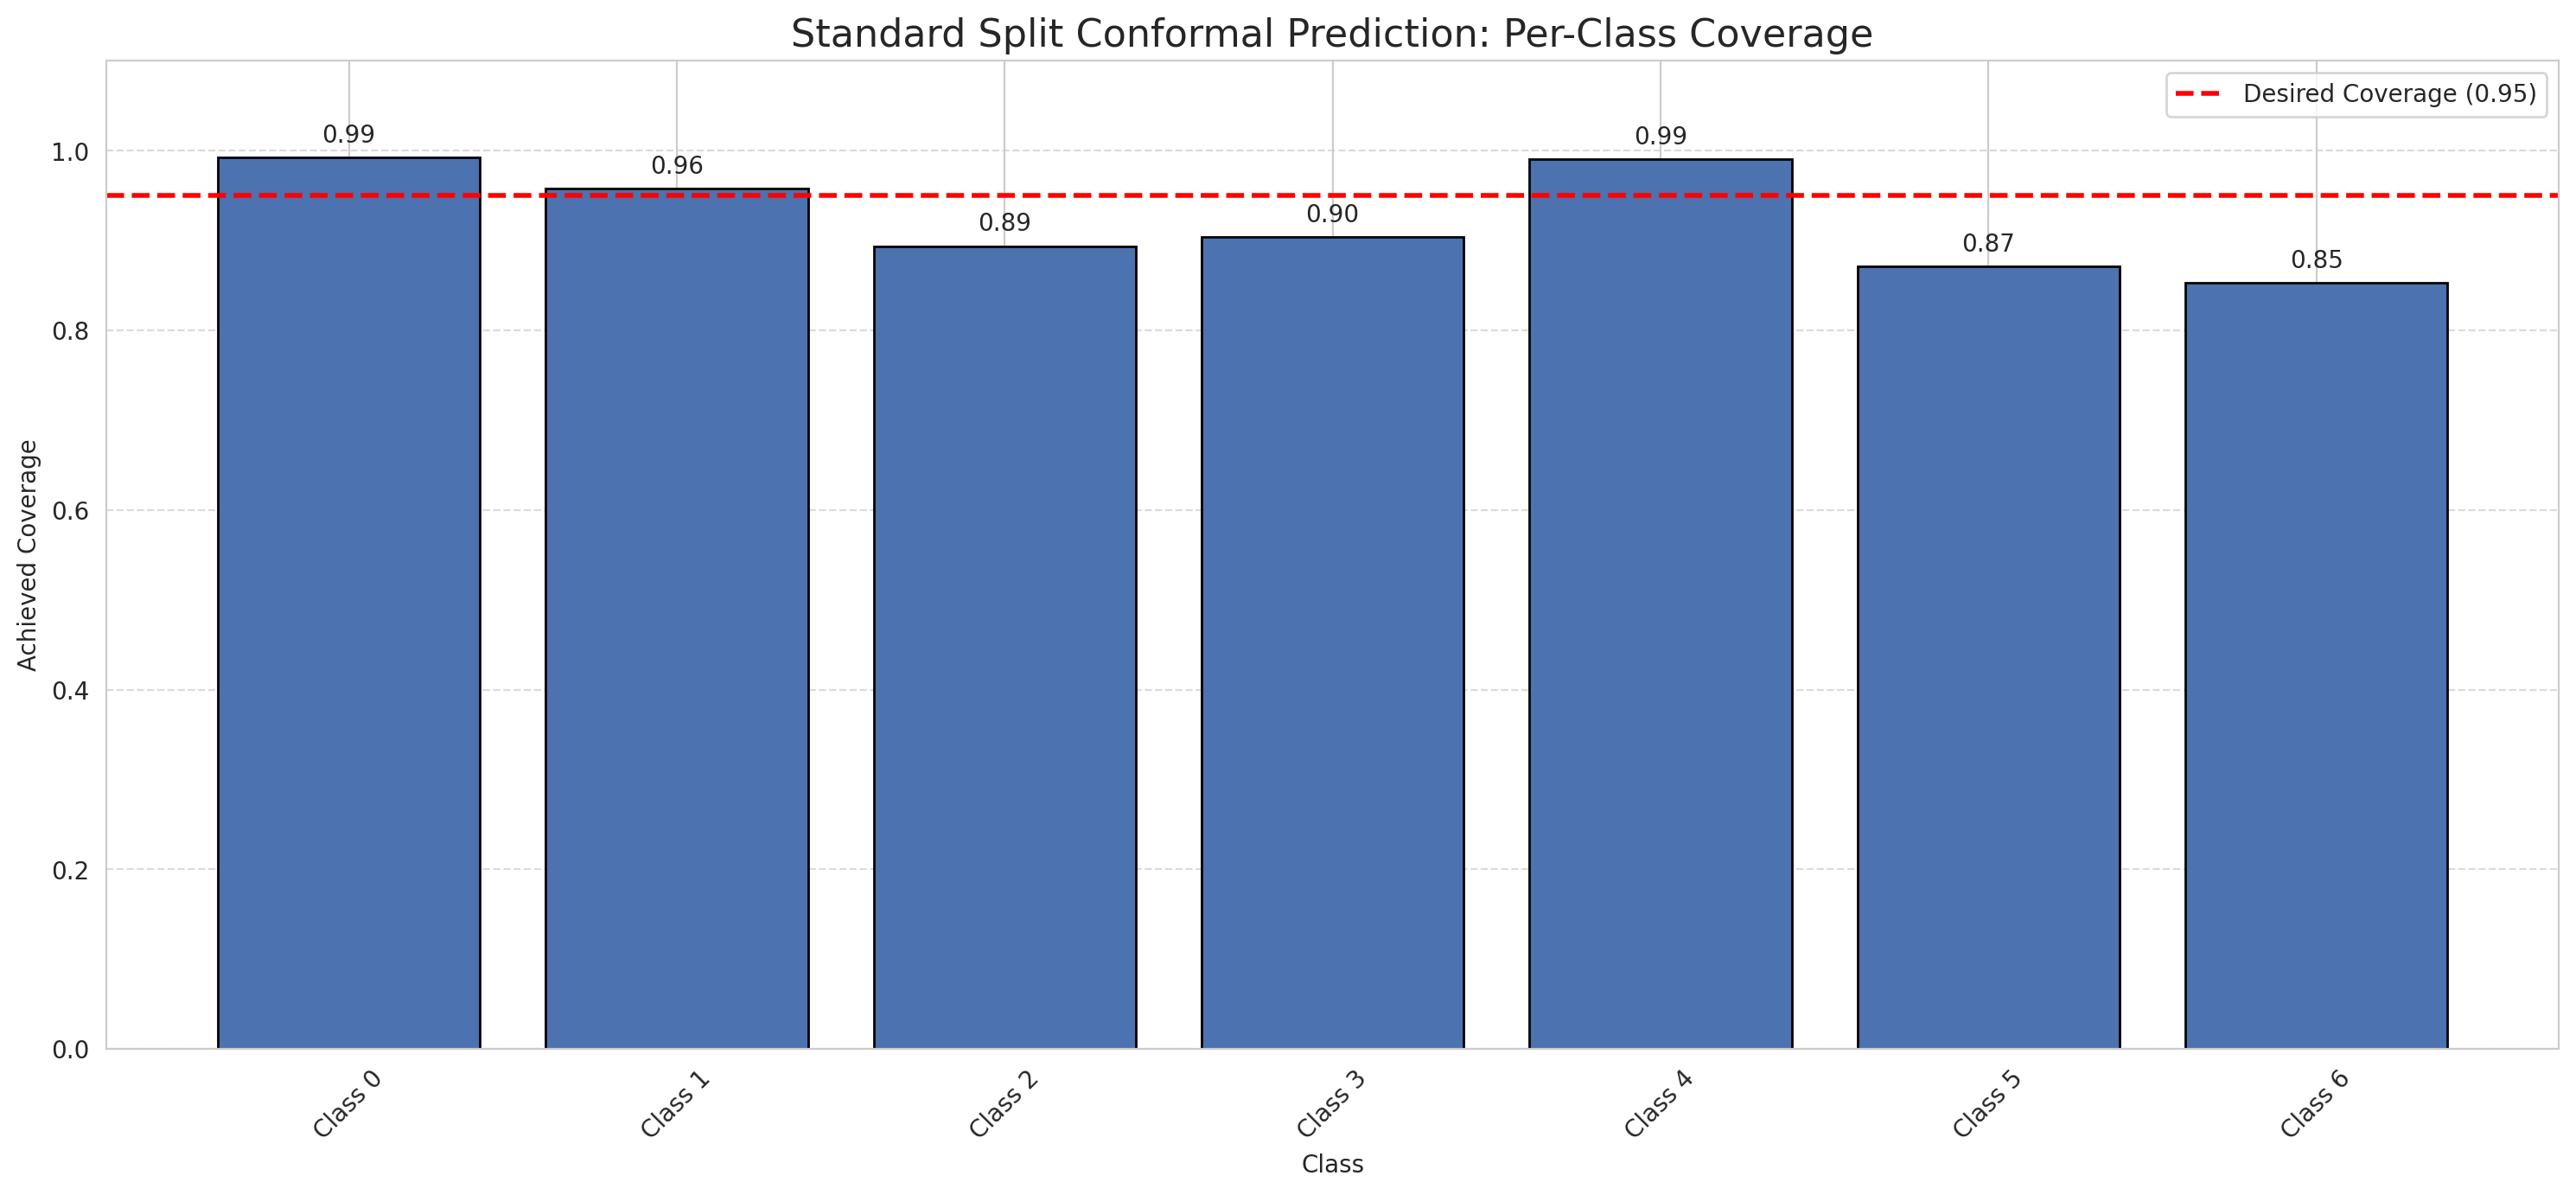 Standard Split Conformal Prediction: Per-Class Coverage
Desired Coverage (0.95)
0.99
0.96
0.89
0.90
0.99
0.87
0.85
Achieved Coverage
1.0
0.8
0.6
0.4
0.2
0.0
Class 0
Class 1
Class 2
Class 3
Class 4
Class 5
Class 6
Class